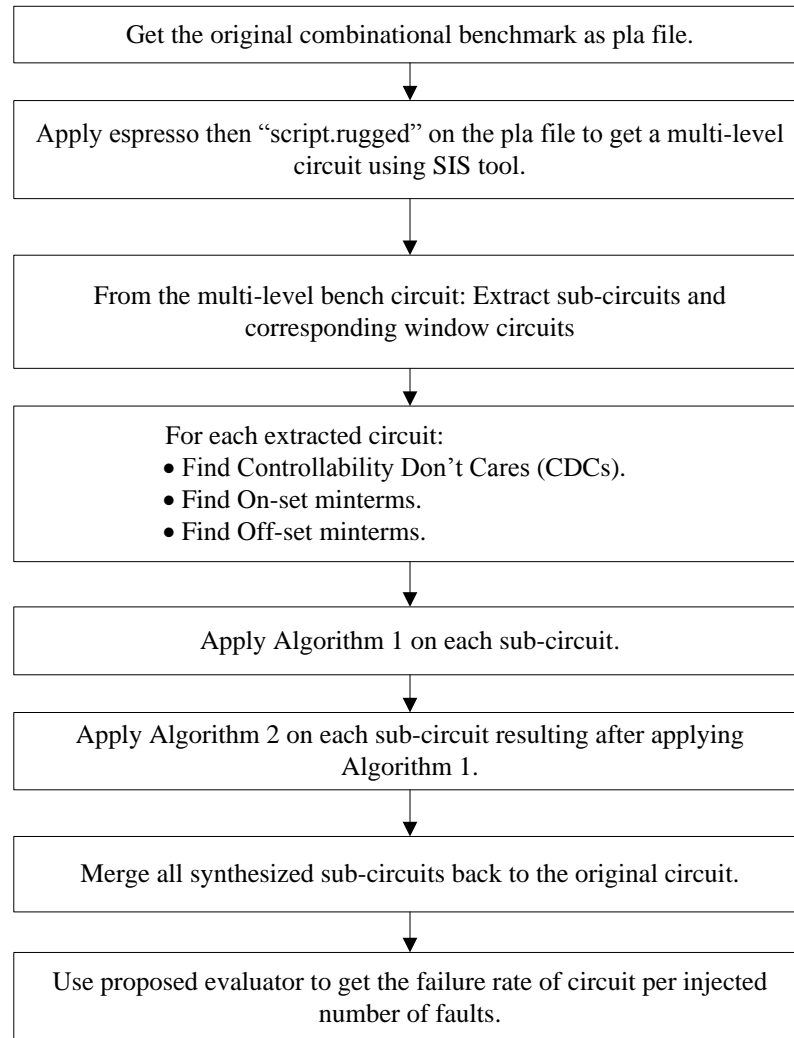 Get the original combinational benchmark as pla file.
Apply espresso then “script.rugged” on the pla file to get a multi-level
circuit using SIS tool.
From the multi-level bench circuit: Extract sub-circuits and
corresponding window circuits
For each extracted circuit:
• Find Controllability Don’t Cares (CDCs).
• Find On-set minterms.
• Find Off-set minterms.
Apply Algorithm 1 on each sub-circuit.
Apply Algorithm 2 on each sub-circuit resulting after applying
Algorithm 1.
Merge all synthesized sub-circuits back to the original circuit.
Use proposed evaluator to get the failure rate of circuit per injected
number of faults.